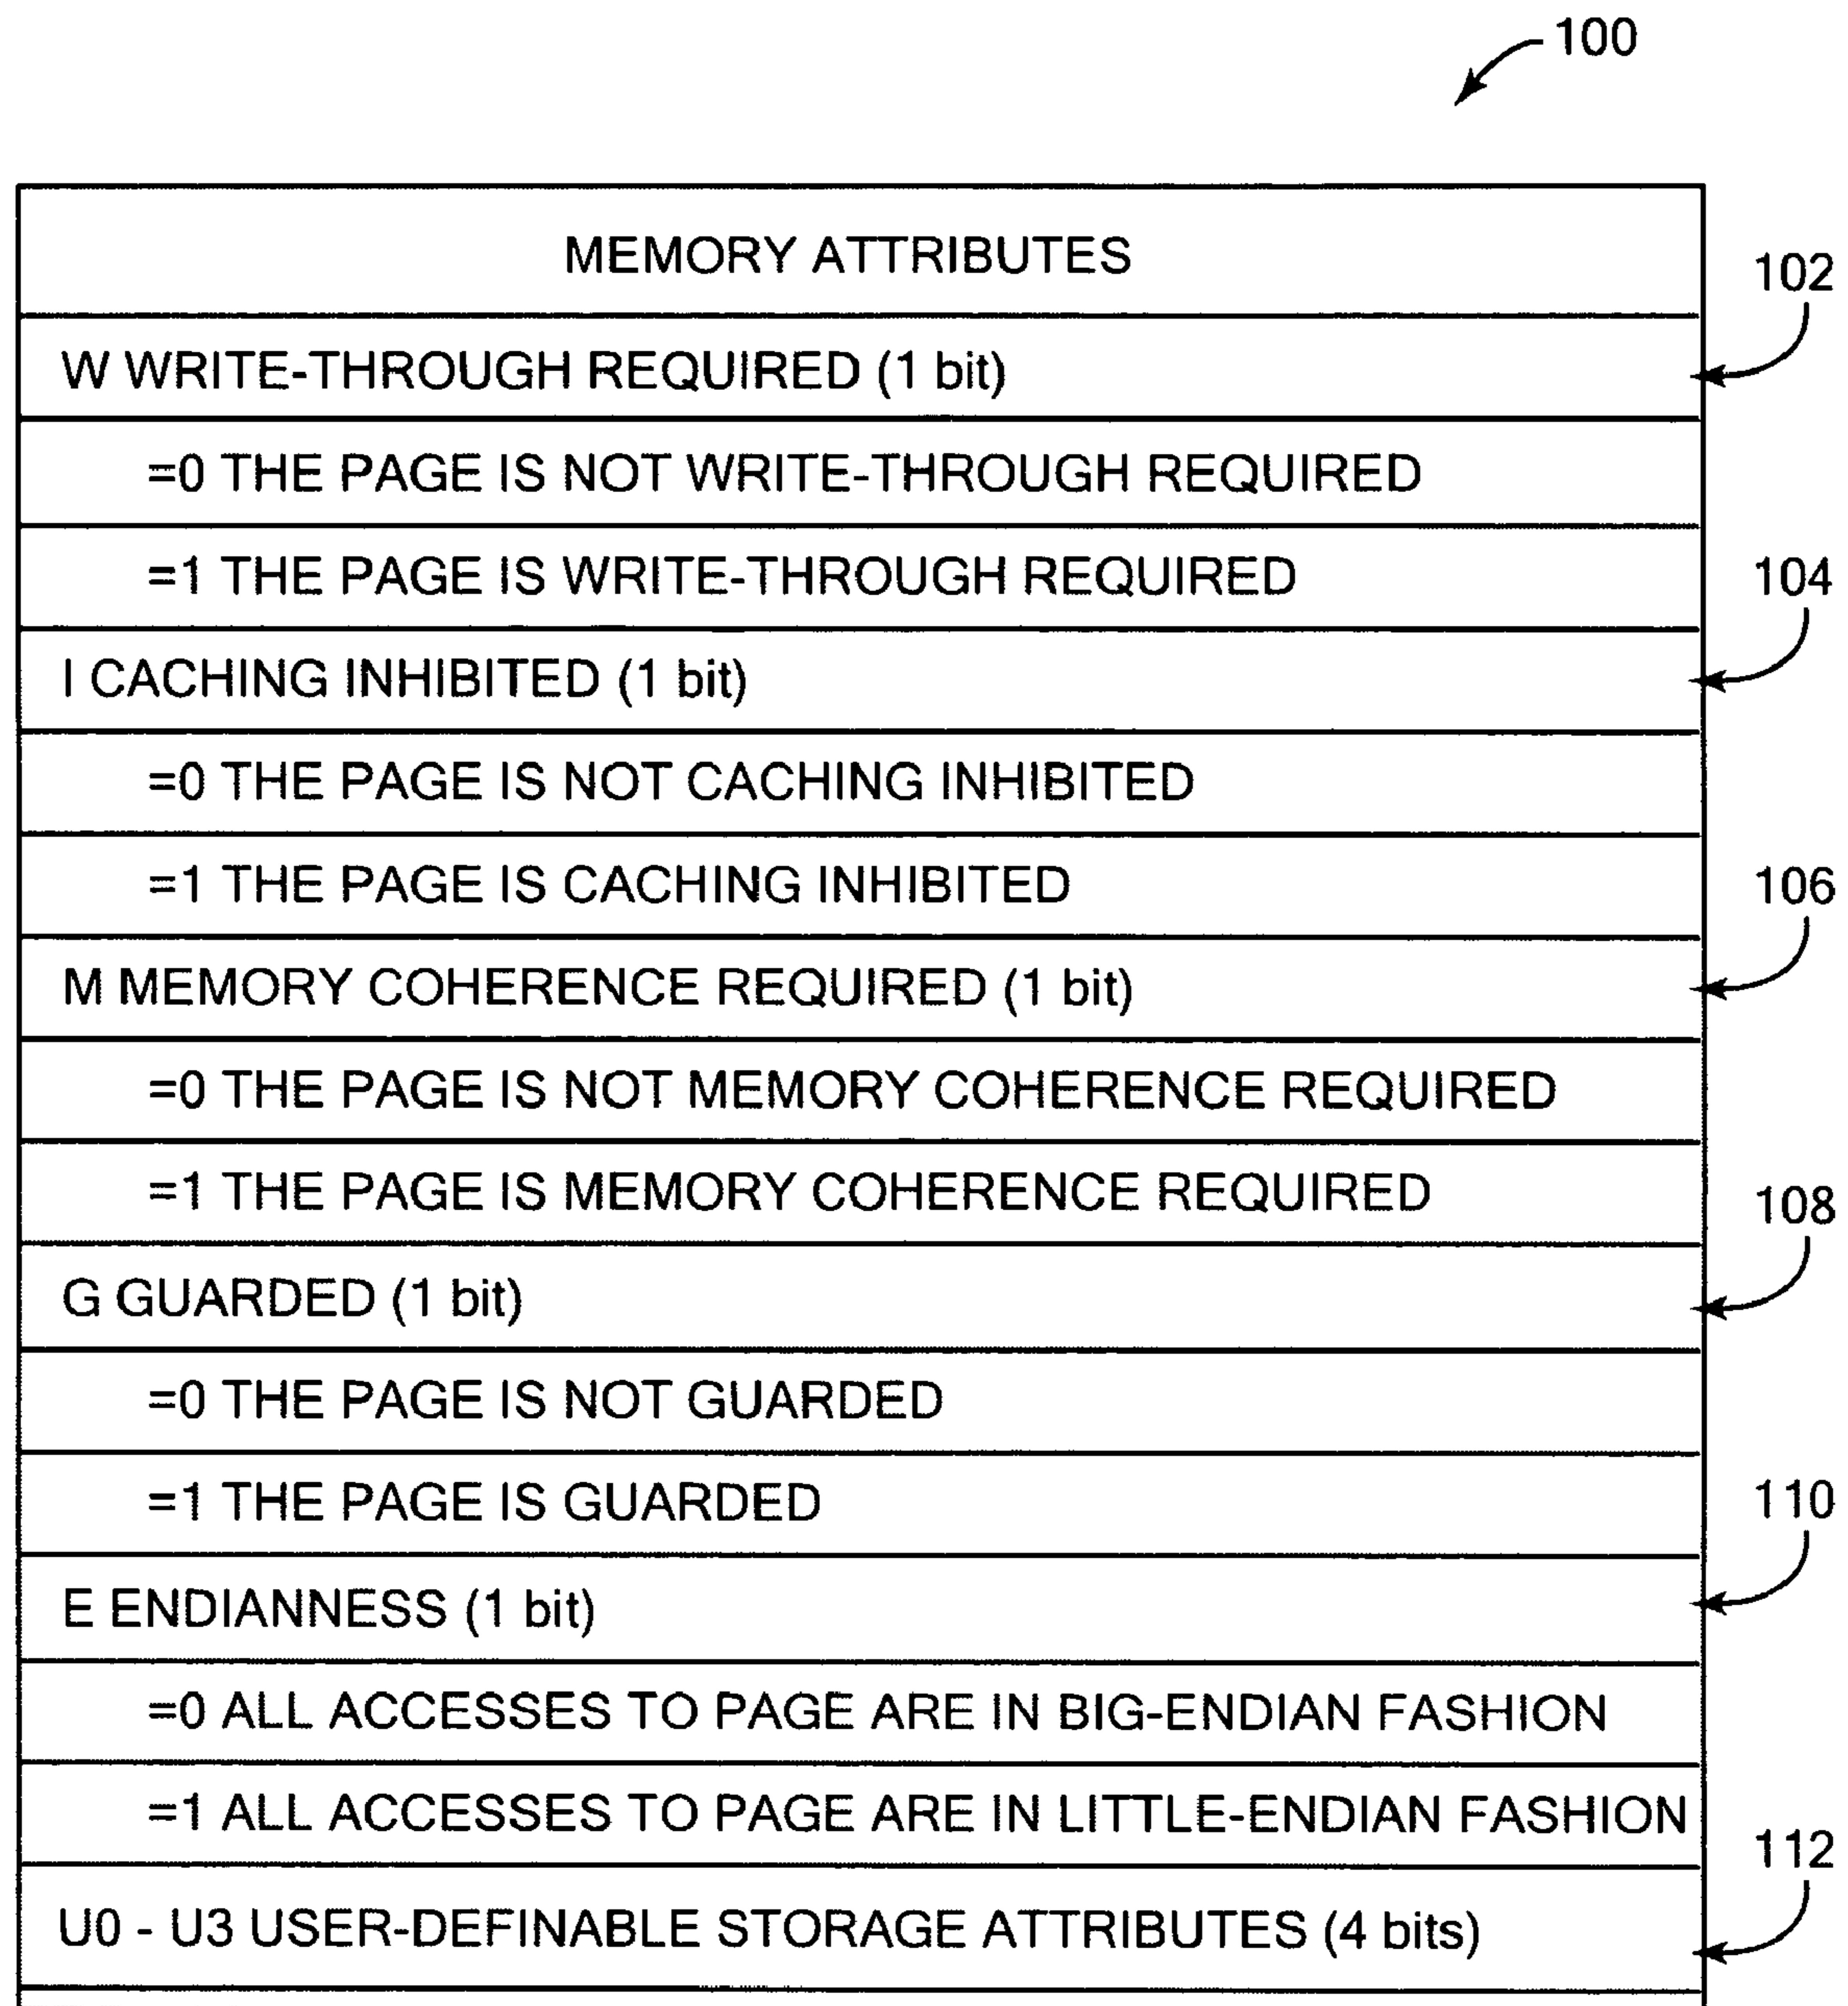 100
MEMORY ATTRIBUTES
102
W WRITE-THROUGH REQUIRED (1 bit)
=0 THE PAGE IS NOT WRITE-THROUGH REQUIRED
=1 THE PAGE IS WRITE-THROUGH REQUIRED
104
I CACHING INHIBITED (1 bit)
=0 THE PAGE IS NOT CACHING INHIBITED
=1 THE PAGE IS CACHING INHIBITED
106
M MEMORY COHERENCE REQUIRED (1 bit)
=0 THE PAGE IS NOT MEMORY COHERENCE REQUIRED
=1 THE PAGE IS MEMORY COHERENCE REQUIRED
108
G GUARDED (1 bit)
=0 THE PAGE IS NOT GUARDED
=1 THE PAGE IS GUARDED
110
E ENDIANNESS (1 bit)
=0 ALL ACCESSES TO PAGE ARE IN BIG-ENDIAN FASHION
=1 ALL ACCESSES TO PAGE ARE IN LITTLE-ENDIAN FASHION
112
U0 - U3 USER-DEFINABLE STORAGE ATTRIBUTES (4 bits)